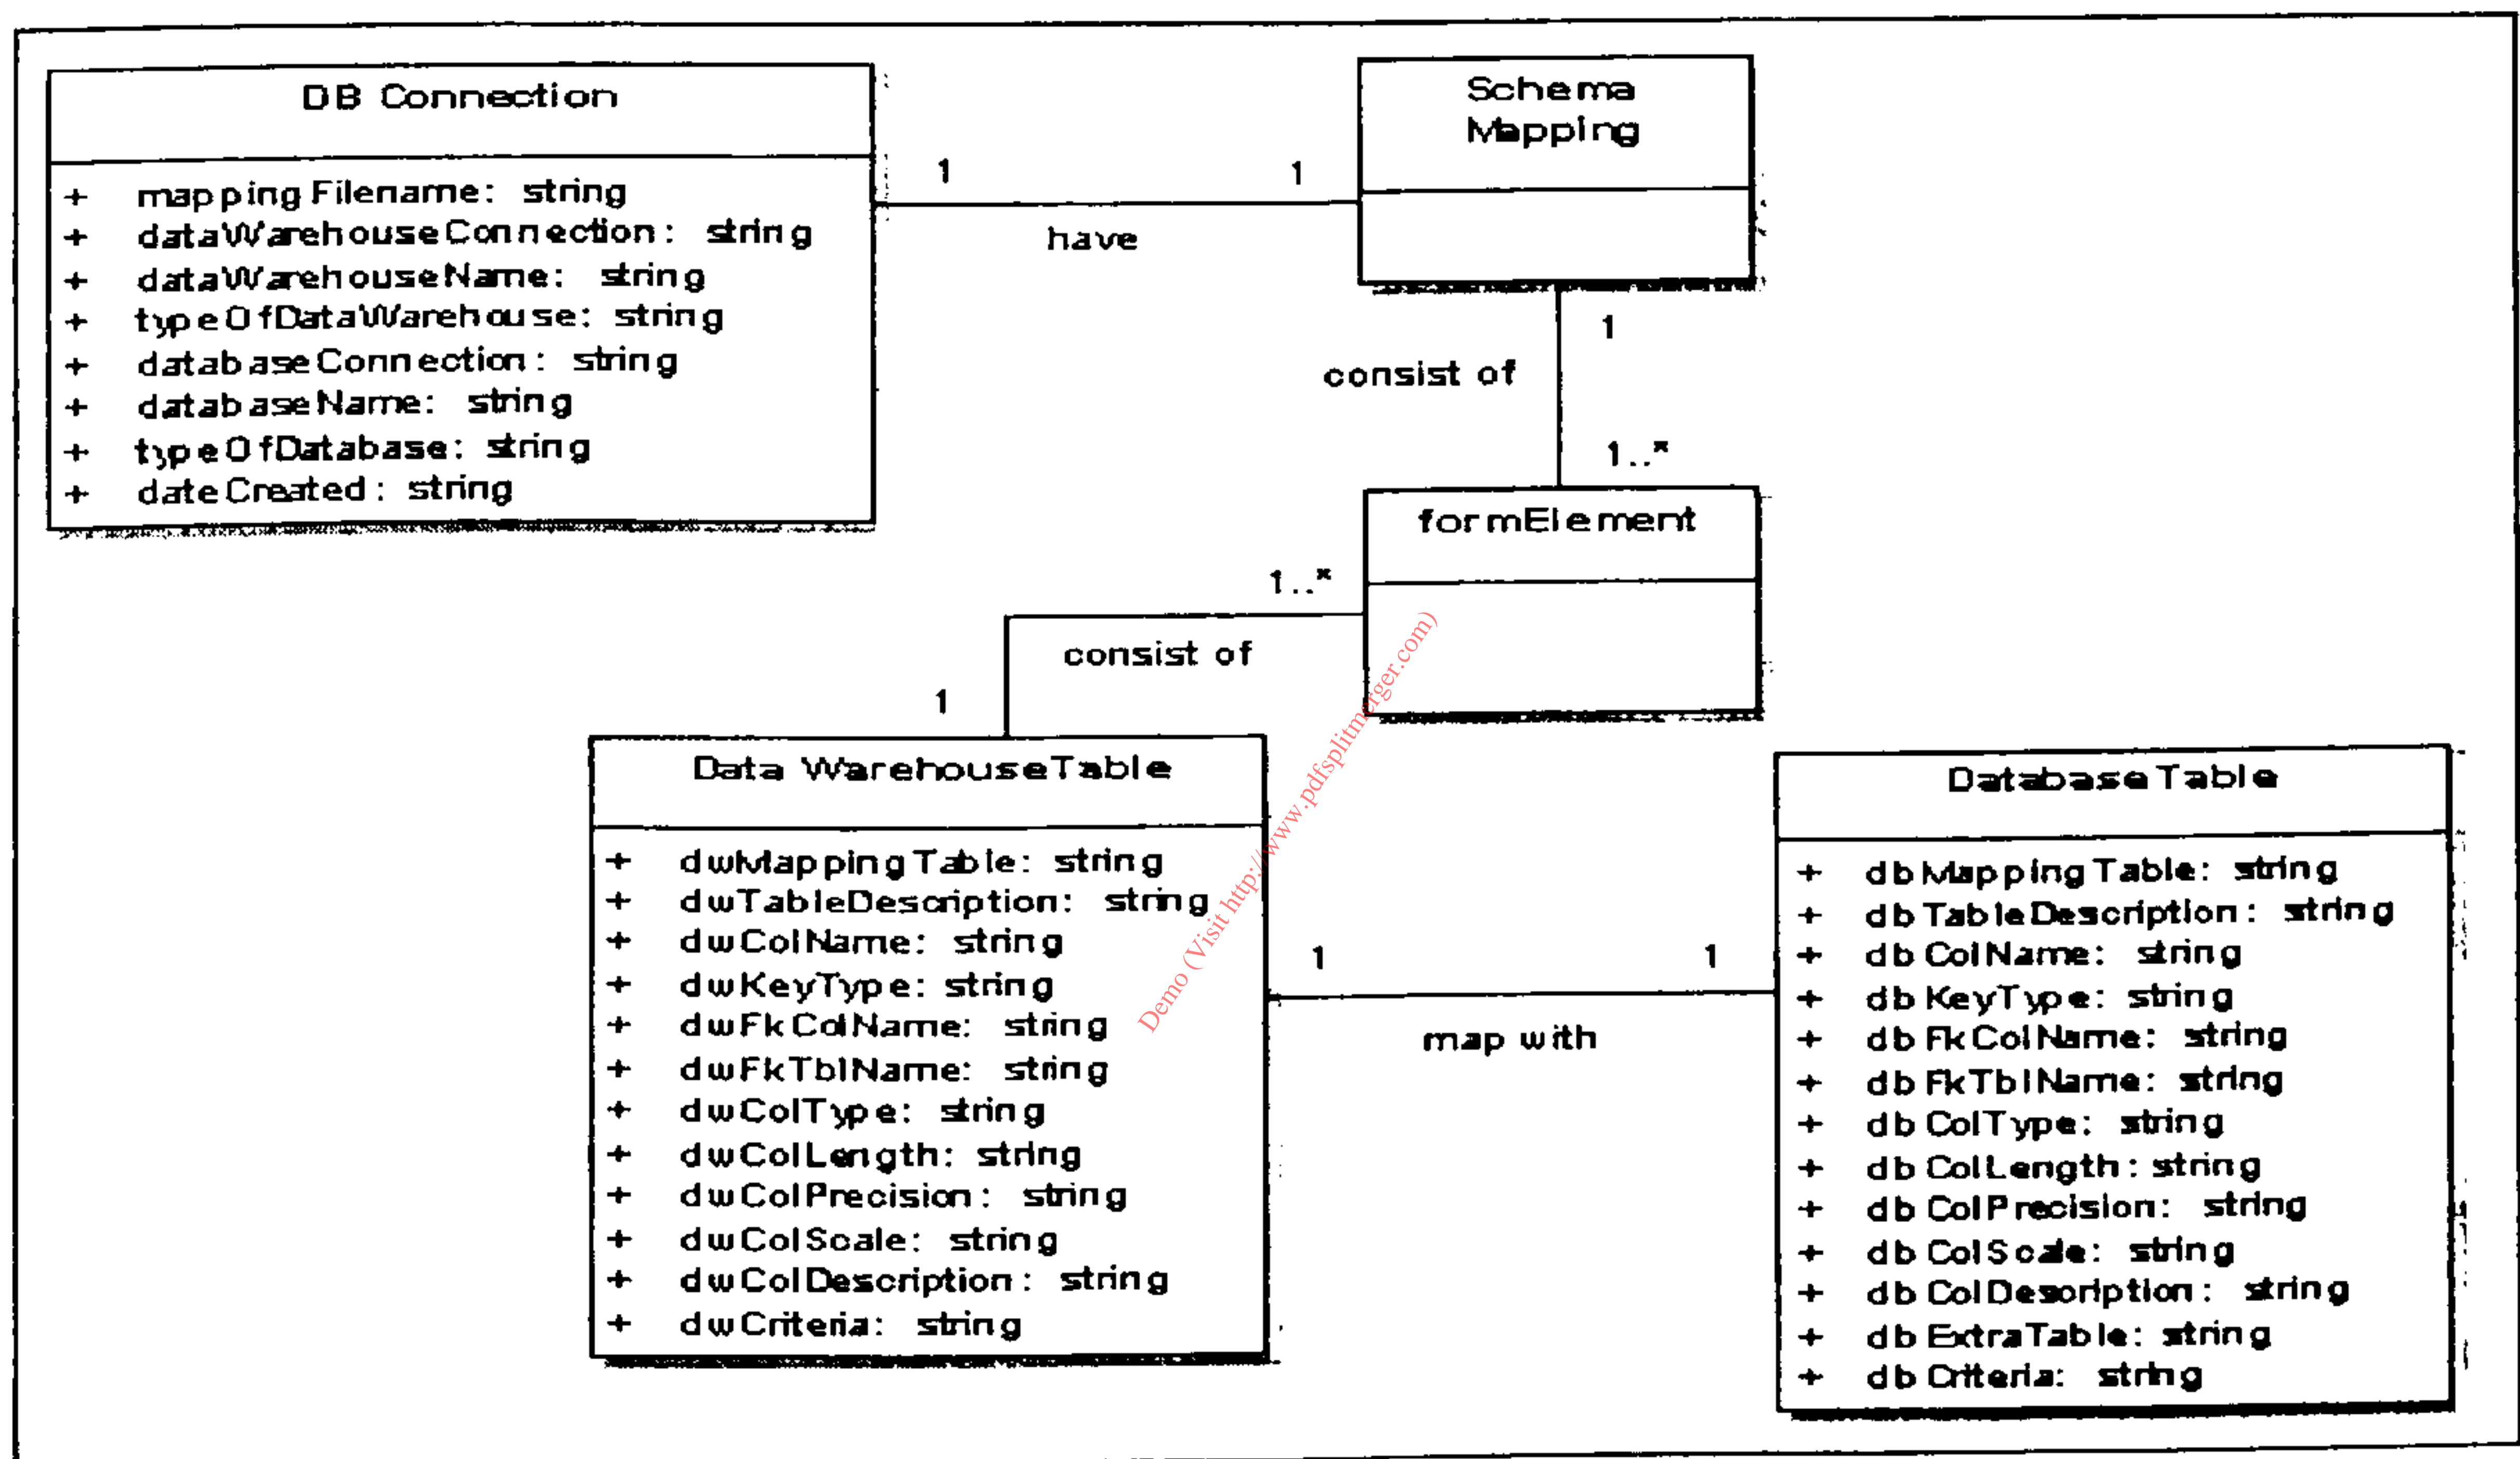 DB Connection
+ mappingFilename: string
+ dataWarehouseConnection: string
+ dataWarehouseName: string
+ typeOfDataWarehouse: string
+ databaseConnection: string
+ databaseName: string
+ typeOfDatabase: string
+ dateCreated: string
1
1
have
Schema
Mapping
1
consist of
1..*
formElement
1..*
consist of
1
Data WarehouseTable
+ dwMappingTable: string
+ dwTableDescription: string
+ dwColName: string
+ dwKeyType: string
+ dwFkColName: string
+ dwFkTblName: string
+ dwColType: string
+ dwColLength: string
+ dwColPrecision: string
+ dwColScale: string
+ dwColDescription: string
+ dwCriteria: string
1
1
map with
DatabaseTable
+ dbMappingTable: string
+ dbTableDescription: string
+ dbColName: string
+ dbKeyType: string
+ dbFkColName: string
+ dbFkTblName: string
+ dbColType: string
+ dbColLength: string
+ dbColPrecision: string
+ dbColScale: string
+ dbColDescription: string
+ dbExtraTable: string
+ dbCriteria: string
Demo (Visit http://www.pdfsplitmerger.com)